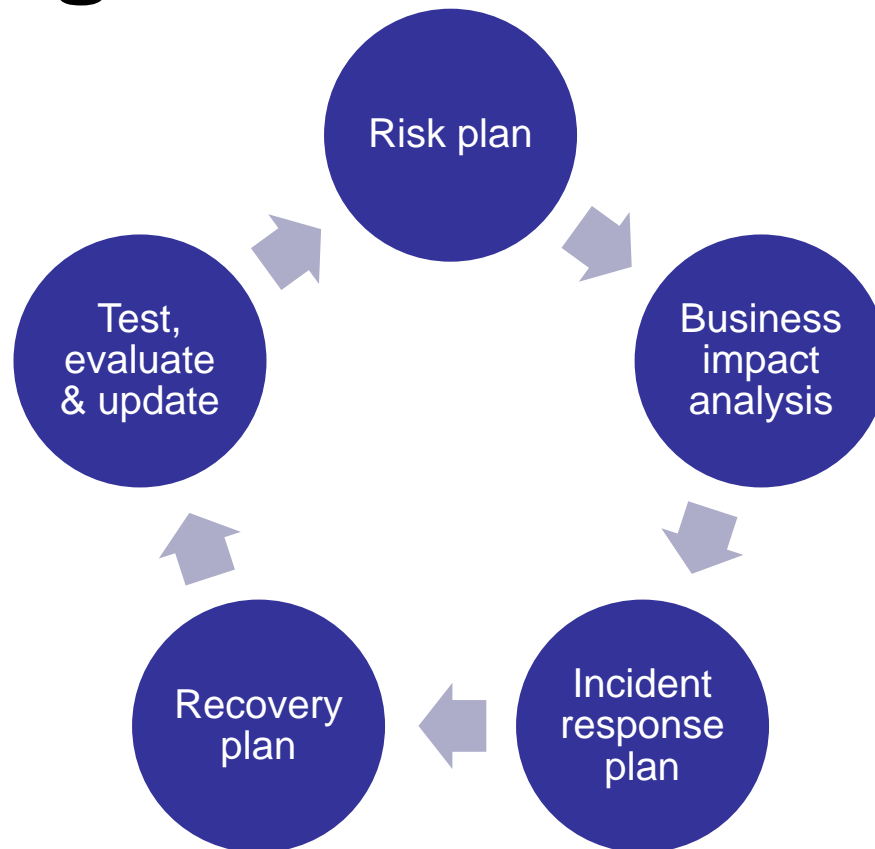 Risk plan
Business
impact
analysis
Incident
response
plan
Recovery
plan
Test,
evaluate
& update